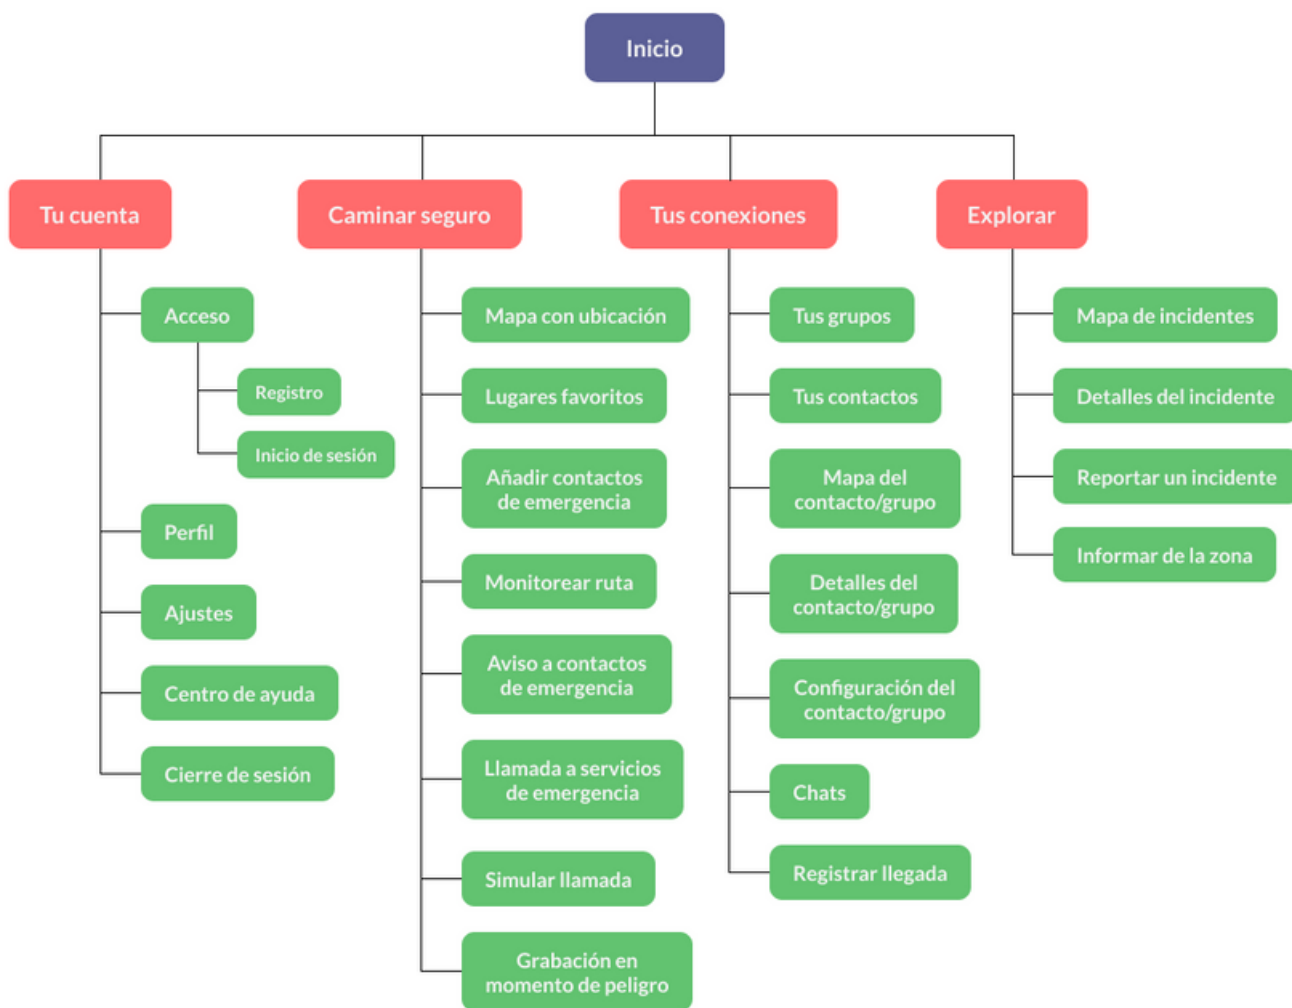 Inicio
Tu cuenta
Caminar seguro
Tus conexiones
Explorar
Acceso
Registro
Inicio de sesión
Perfil
Ajustes
Centro de ayuda
Cierre de sesión
Mapa con ubicación
Lugares favoritos
Añadir contactos
de emergencia
Monitorear ruta
Aviso a contactos
de emergencia
Llamada a servicios
de emergencia
Simular llamada
Grabación en
momento de peligro
Tus grupos
Tus contactos
Mapa del
contacto/grupo
Detalles del
contacto/grupo
Configuración del
contacto/grupo
Chats
Registrar llegada
Mapa de incidentes
Detalles del incidente
Reportar un incidente
Informar de la zona